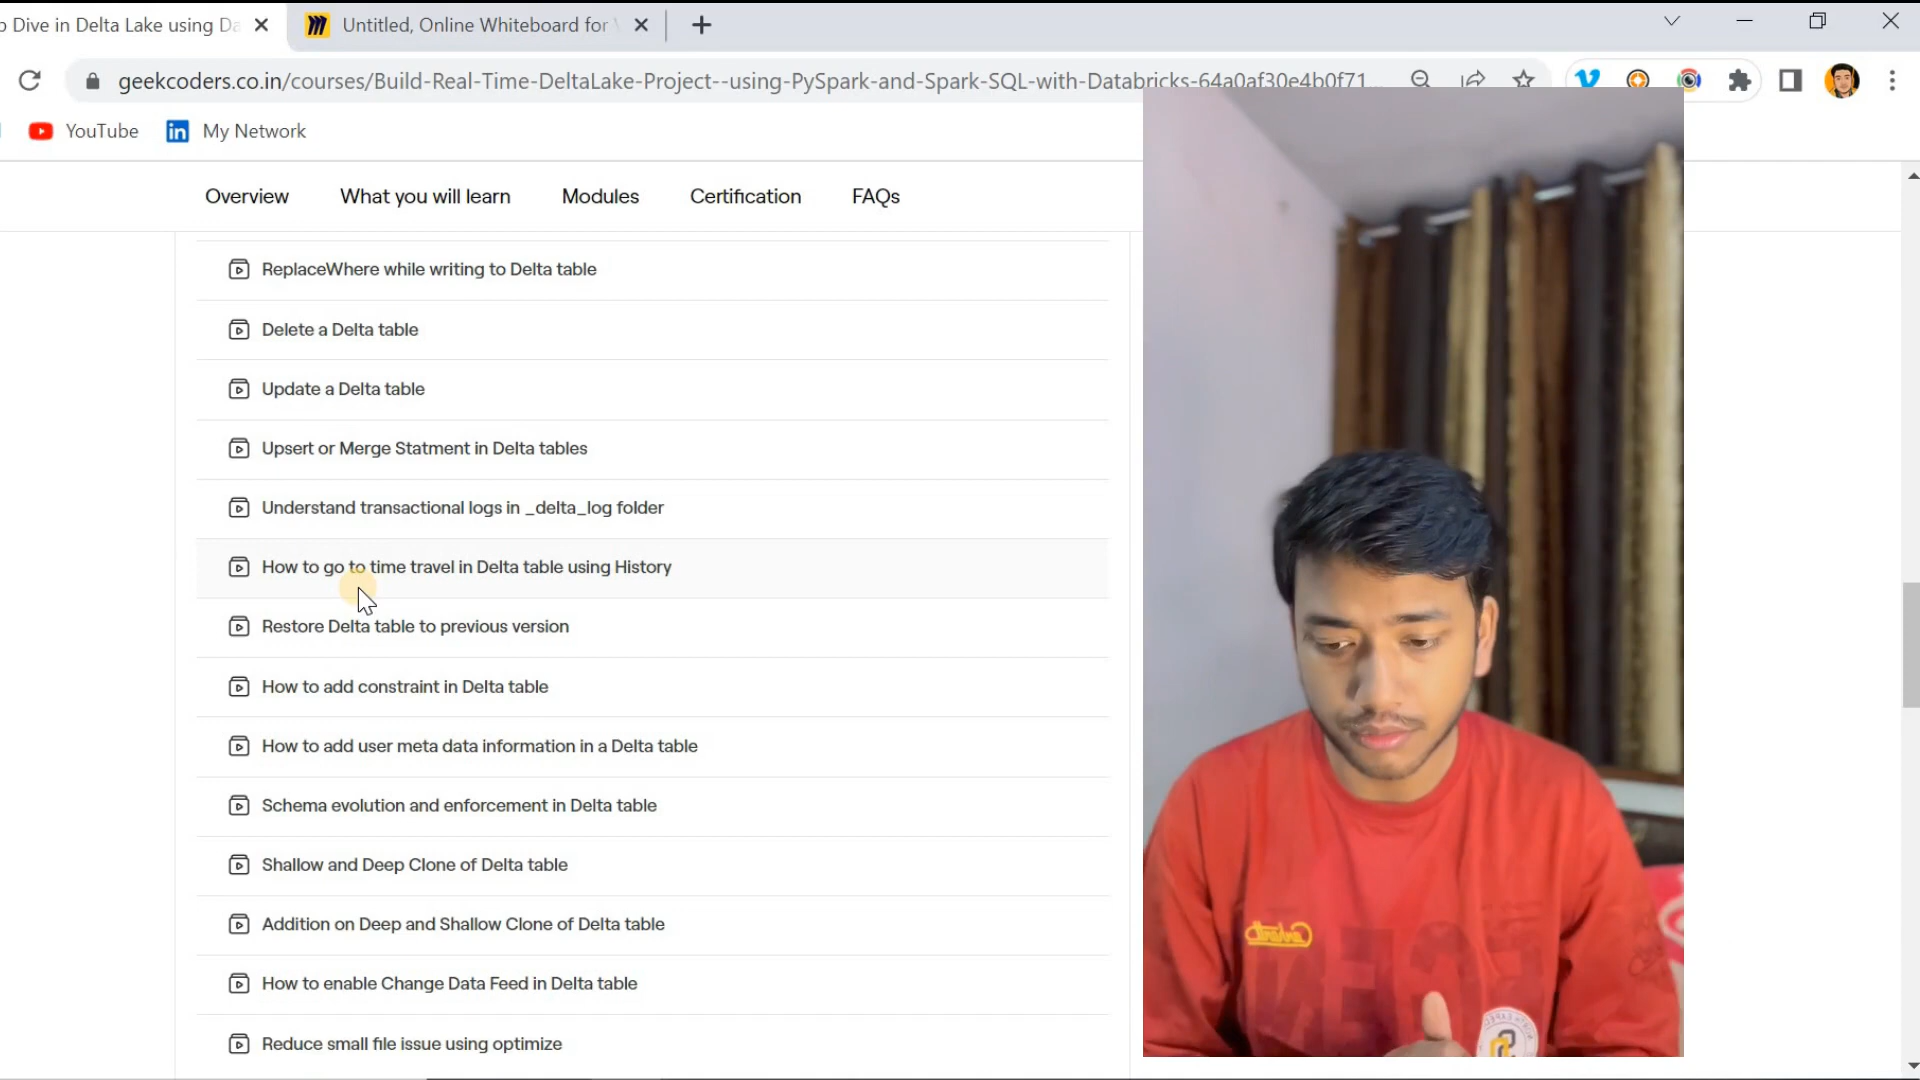 p Dive in Delta Lake using Da
Untitled, Online Whiteboard for
geekcoders.co.in/courses/Build-Real-Time-DeltaLake-Project--using-PySpark-and-Spark-SQL-with-Databricks-64a0af30e4b0f71...
YouTube
My Network
Overview
What you will learn
Modules
Certification
FAQs
ReplaceWhere while writing to Delta table
Delete a Delta table
Update a Delta table
Upsert or Merge Statment in Delta tables
Understand transactional logs in _delta_log folder
How to go to time travel in Delta table using History
Restore Delta table to previous version
How to add constraint in Delta table
How to add user meta data information in a Delta table
Schema evolution and enforcement in Delta table
Shallow and Deep Clone of Delta table
Addition on Deep and Shallow Clone of Delta table
How to enable Change Data Feed in Delta table
Reduce small file issue using optimize